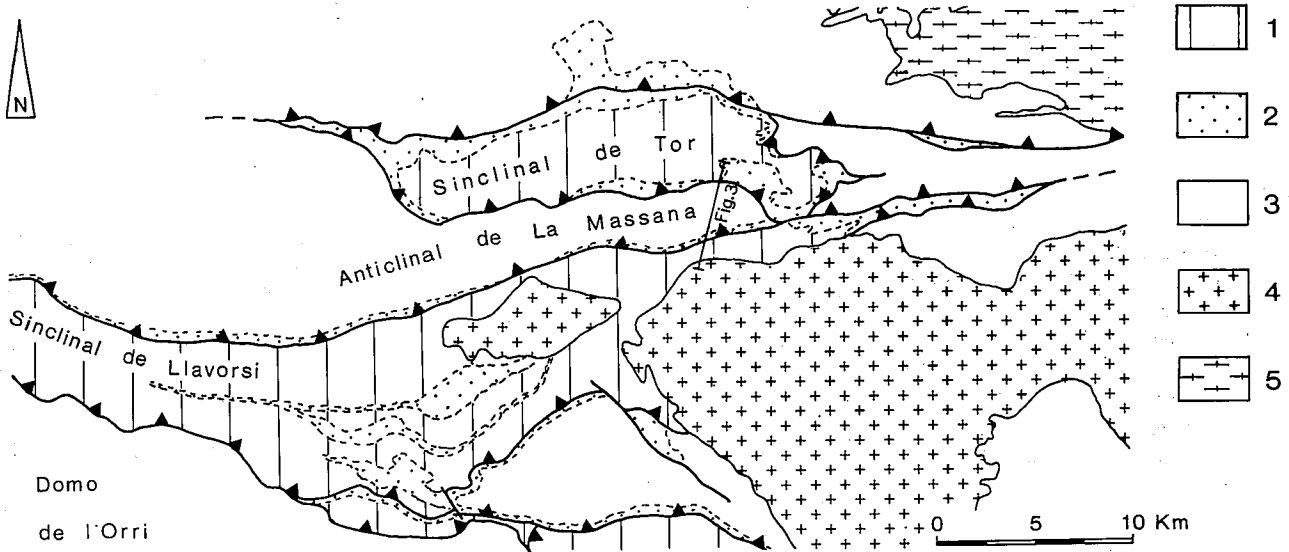 N
Sinclinal de Tor
Anticlinal de La Massana
Fig.3
Sinclinal de Llavorsi
Domo
de l'Orri
1
2
3
4
5
0 5 10 Km